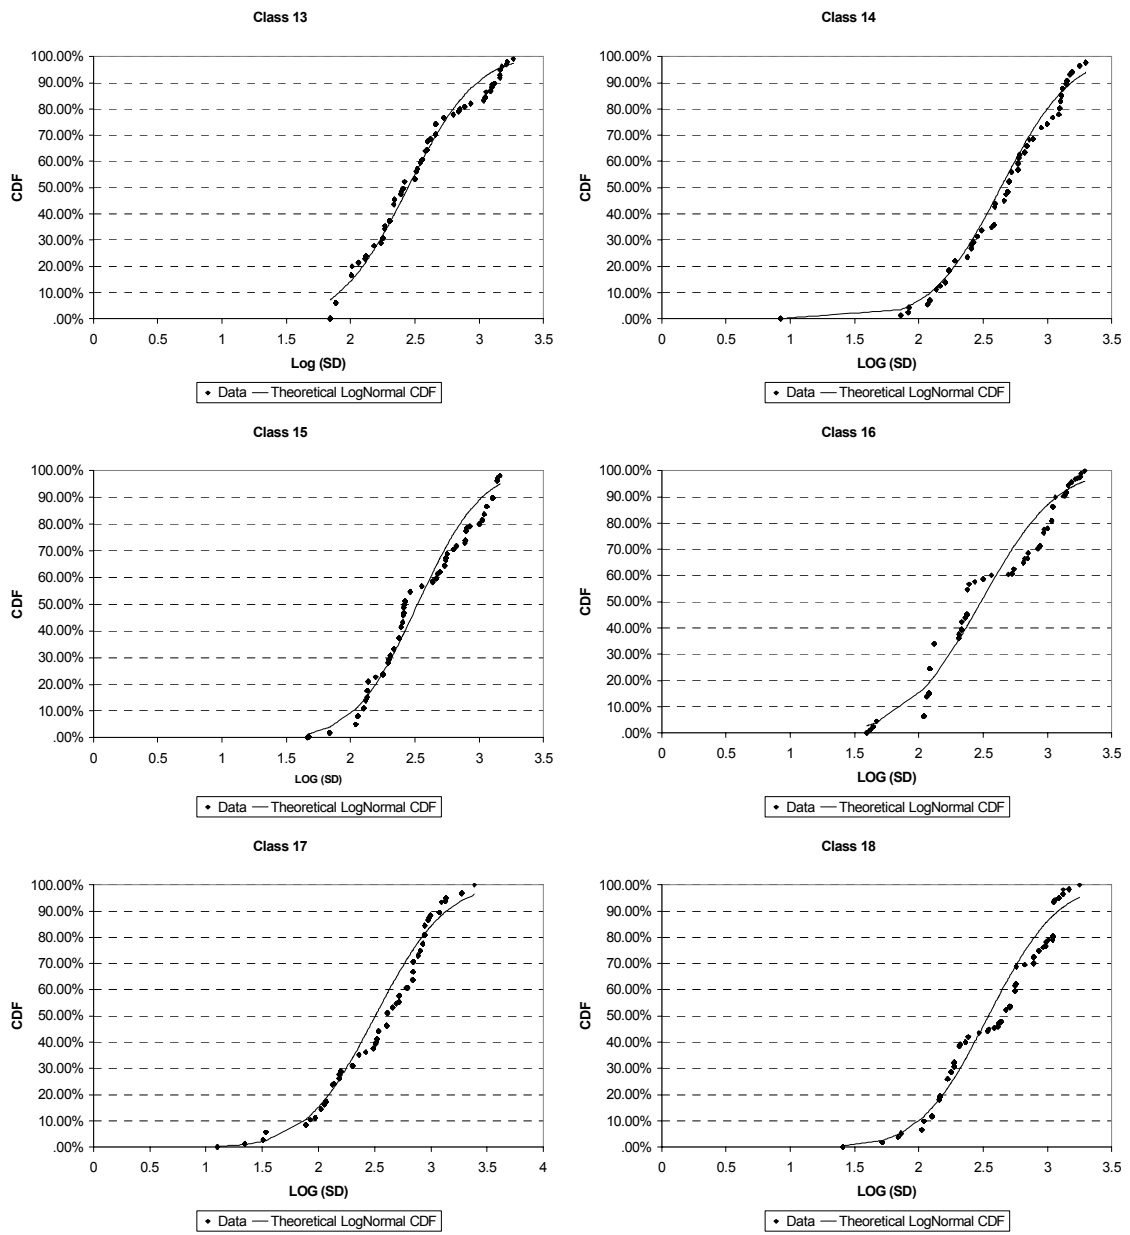 Class 13
100.00%
90.00%
80.00%
70.00%
60.00%
50.00%
40.00%
30.00%
20.00%
10.00%
.00%
CDF
0 0.5 1 1.5 2 2.5 3 3.5
Log (SD)
Data Theoretical LogNormal CDF
Class 14
100.00%
90.00%
80.00%
70.00%
60.00%
50.00%
40.00%
30.00%
20.00%
10.00%
.00%
CDF
0 0.5 1 1.5 2 2.5 3 3.5
LOG (SD)
Data Theoretical LogNormal CDF
Class 15
100.00%
90.00%
80.00%
70.00%
60.00%
50.00%
40.00%
30.00%
20.00%
10.00%
.00%
CDF
0 0.5 1 1.5 2 2.5 3 3.5
LOG (SD)
Data Theoretical LogNormal CDF
Class 16
100.00%
90.00%
80.00%
70.00%
60.00%
50.00%
40.00%
30.00%
20.00%
10.00%
.00%
CDF
0 0.5 1 1.5 2 2.5 3 3.5
LOG (SD)
Data Theoretical LogNormal CDF
Class 17
100.00%
90.00%
80.00%
70.00%
60.00%
50.00%
40.00%
30.00%
20.00%
10.00%
.00%
CDF
0 0.5 1 1.5 2 2.5 3 3.5 4
LOG (SD)
Data Theoretical LogNormal CDF
Class 18
100.00%
90.00%
80.00%
70.00%
60.00%
50.00%
40.00%
30.00%
20.00%
10.00%
.00%
CDF
0 0.5 1 1.5 2 2.5 3 3.5
LOG (SD)
Data Theoretical LogNormal CDF